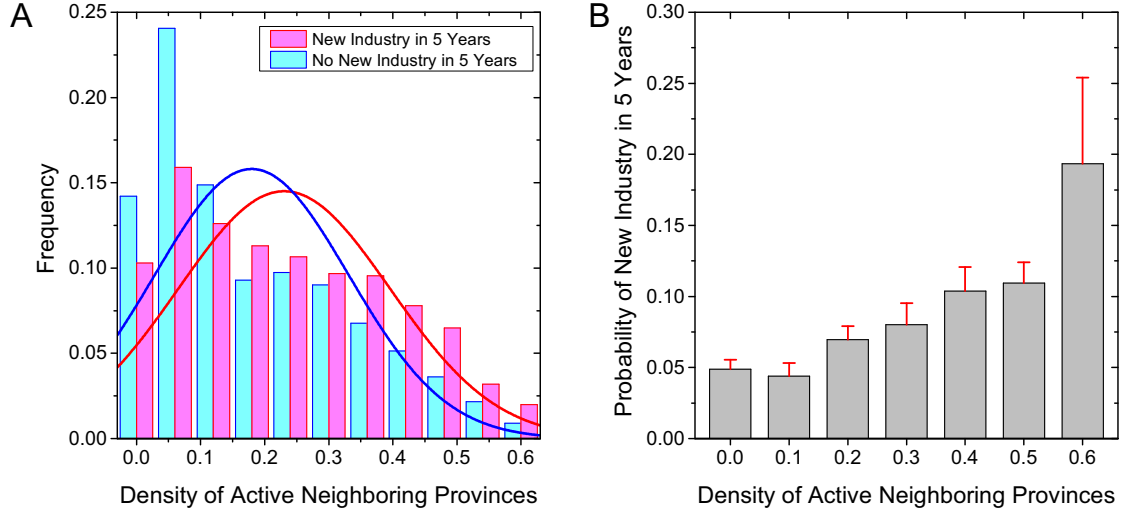 A
New Industry in 5 Years
No New Industry in 5 Years
Frequency
0.25
0.20
0.15
0.10
0.05
0.00
0.0 0.1 0.2 0.3 0.4 0.5 0.6
Density of Active Neighboring Provinces
B
Probability of New Industry in 5 Years
0.30
0.25
0.20
0.15
0.10
0.05
0.00
0.0 0.1 0.2 0.3 0.4 0.5 0.6
Density of Active Neighboring Provinces